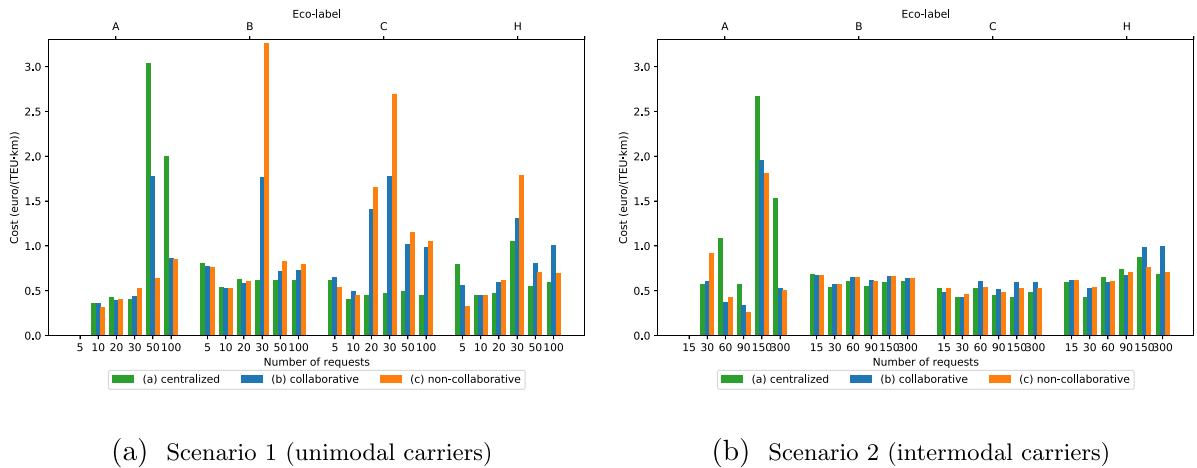 Eco-label
A B C H
3.0
2.5
2.0
1.5
1.0
0.5
0.0
Cost (euro/(TEU·km))
5 10 20 30 50 100 5 10 20 30 50 100 5 10 20 30 50 100 5 10 20 30 50 100
Number of requests
(a) centralized (b) collaborative (c) non-collaborative
(a) Scenario 1 (unimodal carriers)
Eco-label
A B C H
3.0
2.5
2.0
1.5
1.0
0.5
0.0
Cost (euro/(TEU·km))
15 30 60 90 150 300 15 30 60 90 150 300 15 30 60 90 150 300 15 30 60 90 150 300
Number of requests
(a) centralized (b) collaborative (c) non-collaborative
(b) Scenario 2 (intermodal carriers)